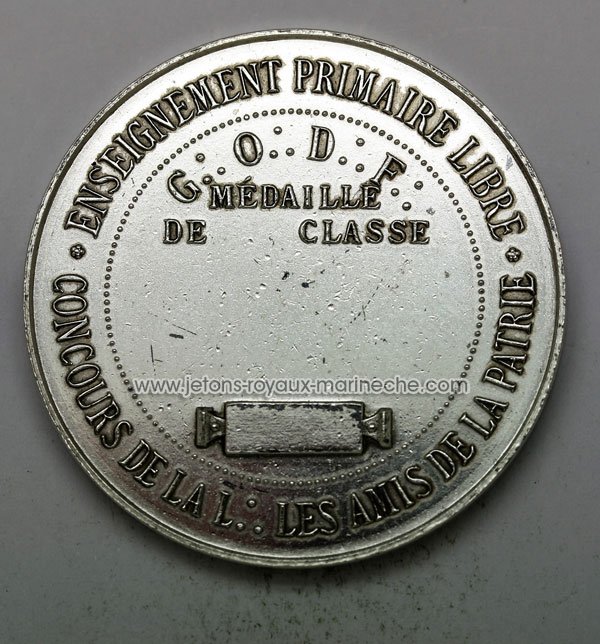 ENSEIGNEMENT PRIMAIRE LIBRE
G∴O∴D∴F∴
MÉDAILLE
DE CLASSE
www.jetons-royaux-marineche.com
CONCOURS DE LA L∴ LES AMIS DE LA PATRIE